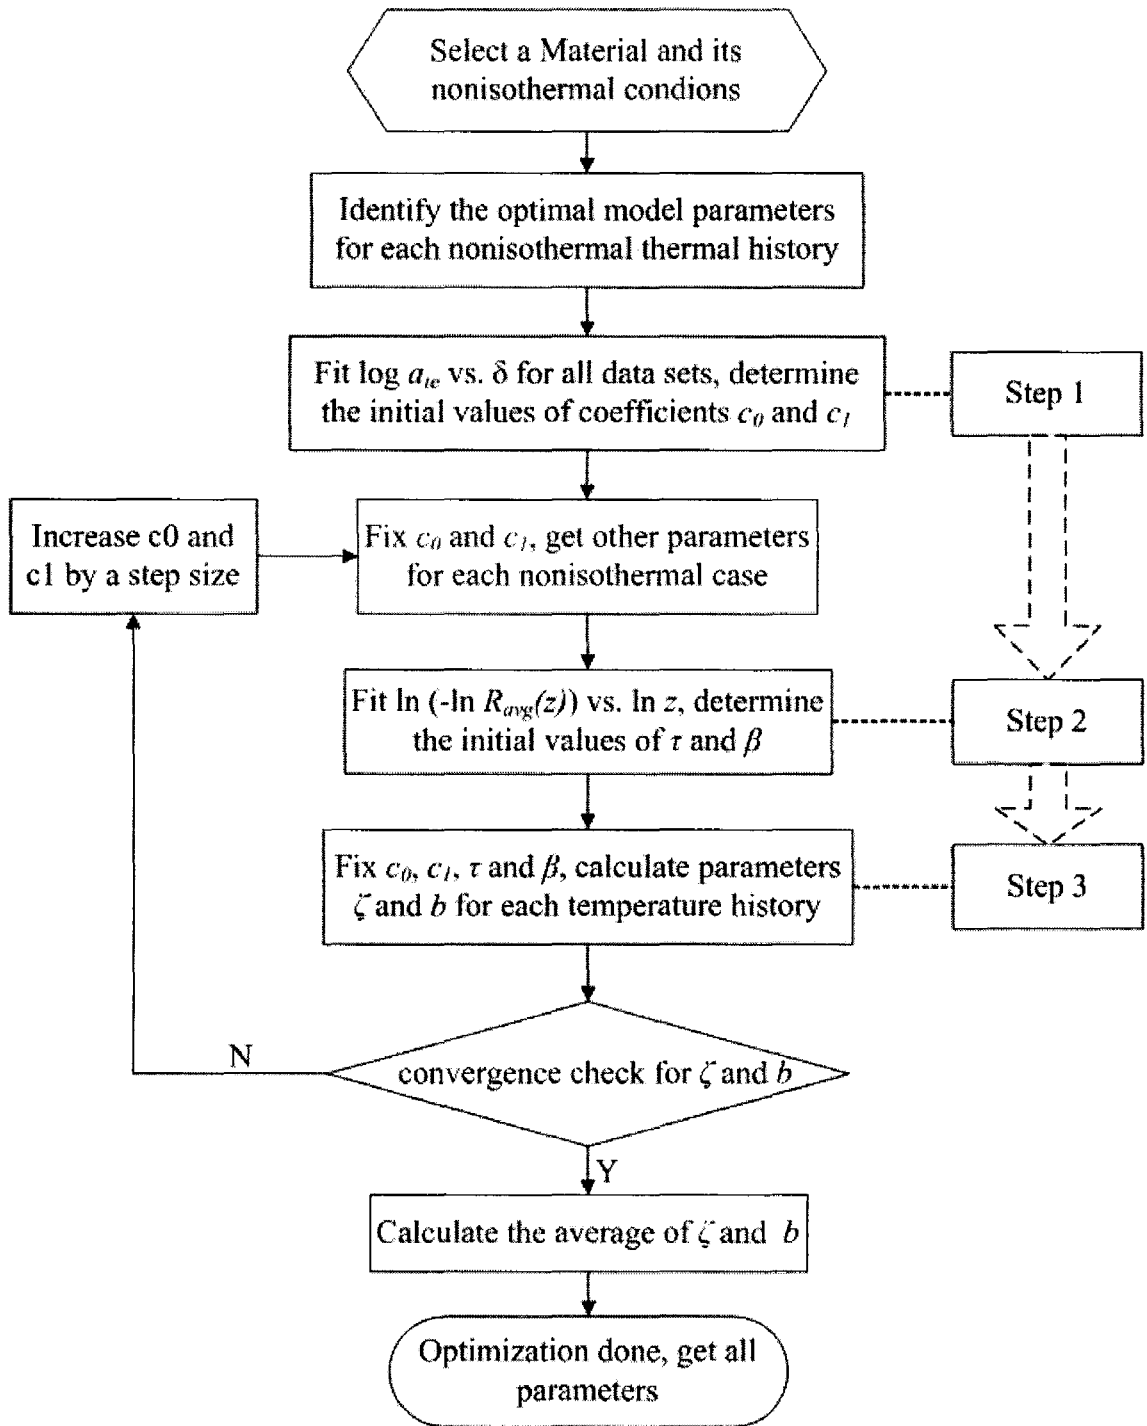 Select a Material and its
nonisothermal condions
Identify the optimal model parameters
for each nonisothermal thermal history
Fit log a_te vs. δ for all data sets, determine
the initial values of coefficients c_0 and c_1
Step 1
Increase c0 and
c1 by a step size
Fix c_0 and c_1, get other parameters
for each nonisothermal case
Fit ln (-ln R_avg(z)) vs. ln z, determine
the initial values of τ and β
Step 2
Fix c_0, c_1, τ and β, calculate parameters
ζ and b for each temperature history
Step 3
N
convergence check for ζ and b
Y
Calculate the average of ζ and b
Optimization done, get all
parameters